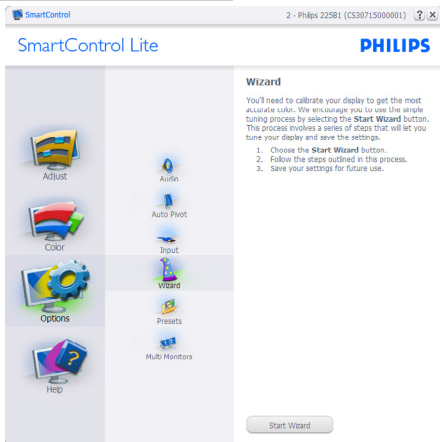 SmartControl
2 - Philips 225B1 (CS30715000001)
SmartControl Lite
PHILIPS
Adjust
Color
Options
Help
Audio
Auto Pivot
Input
Wizard
Presets
Multi Monitors
Wizard
You'll need to calibrate your display to get the most
accurate color. We encourage you to use the simple
tuning process by selecting the Start Wizard button.
This process involves a series of steps that will let you
tune your display and save the settings.
1. Choose the Start Wizard button.
2. Follow the steps outlined in this process.
3. Save your settings for future use.
Start Wizard